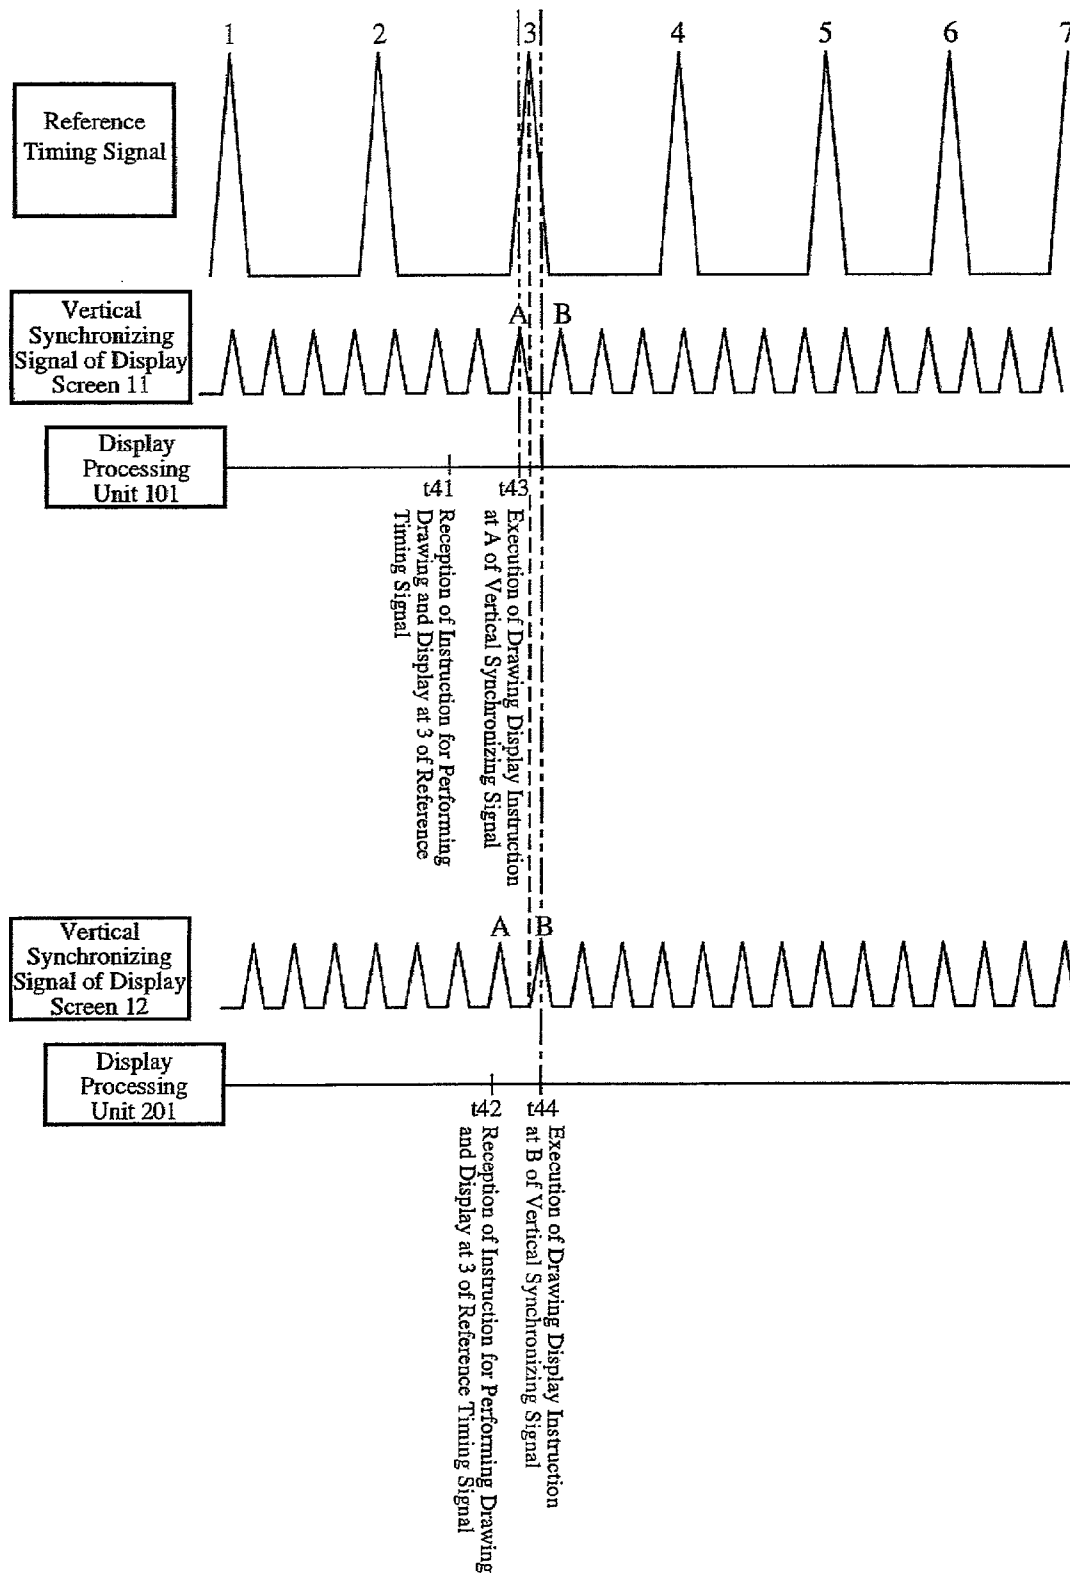 1 2 3 4 5 6 7
Reference
Timing Signal
Vertical
Synchronizing
Signal of Display
Screen 11
A B
Display
Processing
Unit 101
t41 t43
Reception of Instruction for Performing
Drawing and Display at 3 of Reference
Timing Signal
Execution of Drawing Display Instruction
at A of Vertical Synchronizing Signal
Vertical
Synchronizing
Signal of Display
Screen 12
A B
Display
Processing
Unit 201
t42 t44
Reception of Instruction for Performing Drawing
and Display at 3 of Reference Timing Signal
Execution of Drawing Display Instruction
at B of Vertical Synchronizing Signal